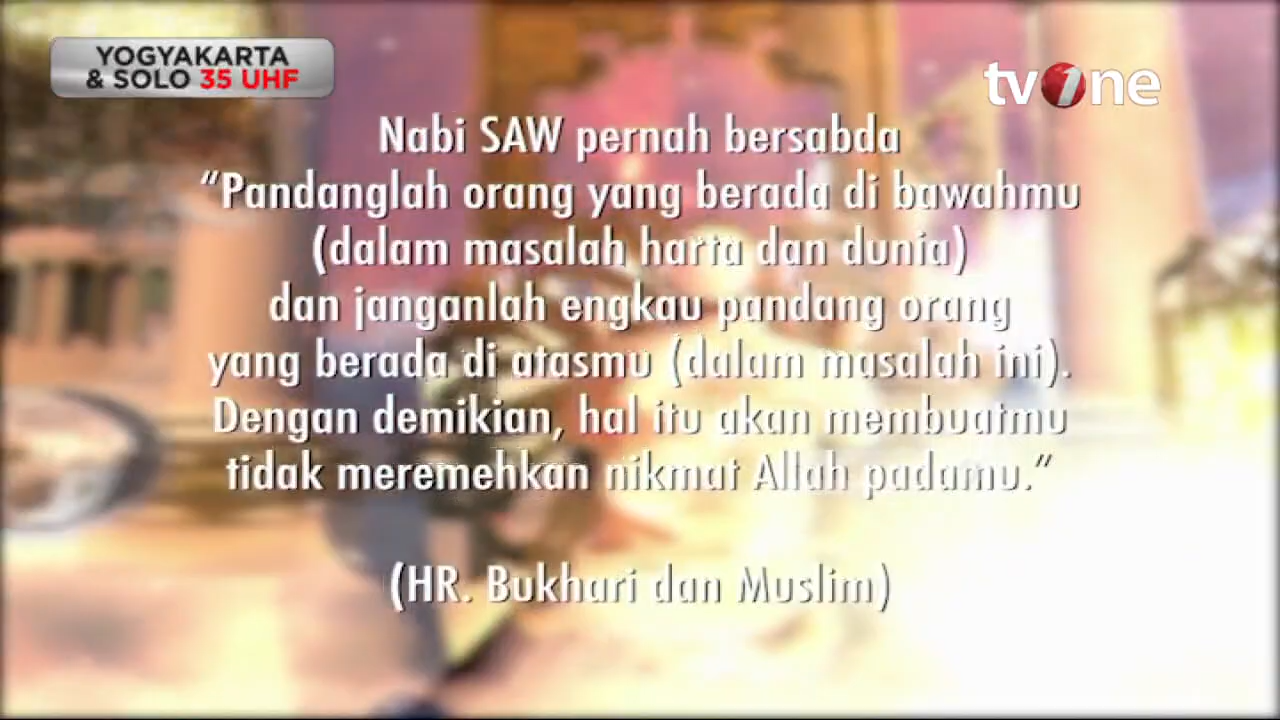 YOGYAKARTA
& SOLO 35 UHF
tvOne
Nabi SAW pernah bersabda
“Pandanglah orang yang berada di bawahmu
(dalam masalah harta dan dunia)
dan janganlah engkau pandang orang
yang berada di atasmu (dalam masalah ini).
Dengan demikian, hal itu akan membuatmu
tidak meremehkan nikmat Allah padamu.”
(HR. Bukhari dan Muslim)